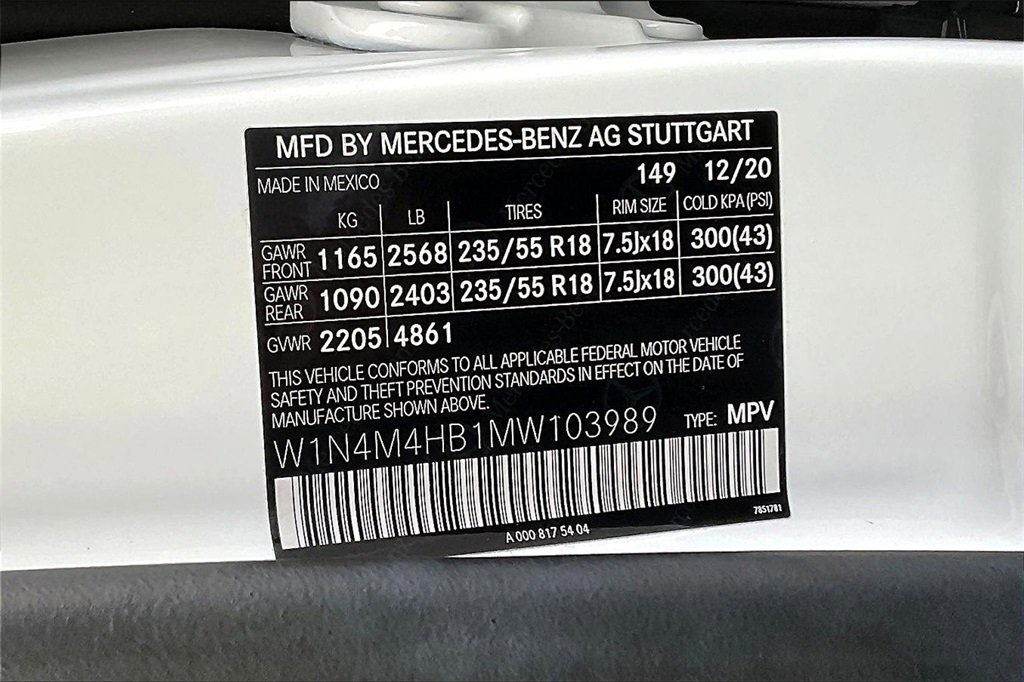 MFD BY MERCEDES-BENZ AG STUTTGART
MADE IN MEXICO 149 12/20
KG LB TIRES RIM SIZE COLD KPA (PSI)
GAWR FRONT 1165 2568 235/55 R18 7.5Jx18 300(43)
GAWR REAR 1090 2403 235/55 R18 7.5Jx18 300(43)
GVWR 2205 4861
THIS VEHICLE CONFORMS TO ALL APPLICABLE FEDERAL MOTOR VEHICLE
SAFETY AND THEFT PREVENTION STANDARDS IN EFFECT ON THE DATE OF
MANUFACTURE SHOWN ABOVE.
W1N4M4HB1MW103989 TYPE: MPV
7851781
A 000 817 54 04